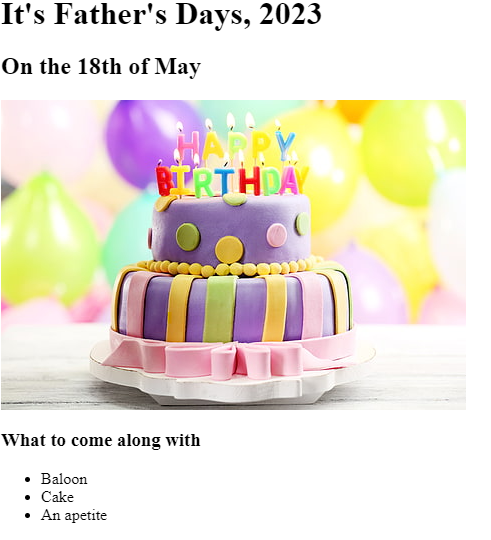 It's Father's Days, 2023
On the 18th of May
HAPPY
BIRTHDAY
What to come along with
Baloon
Cake
An apetite